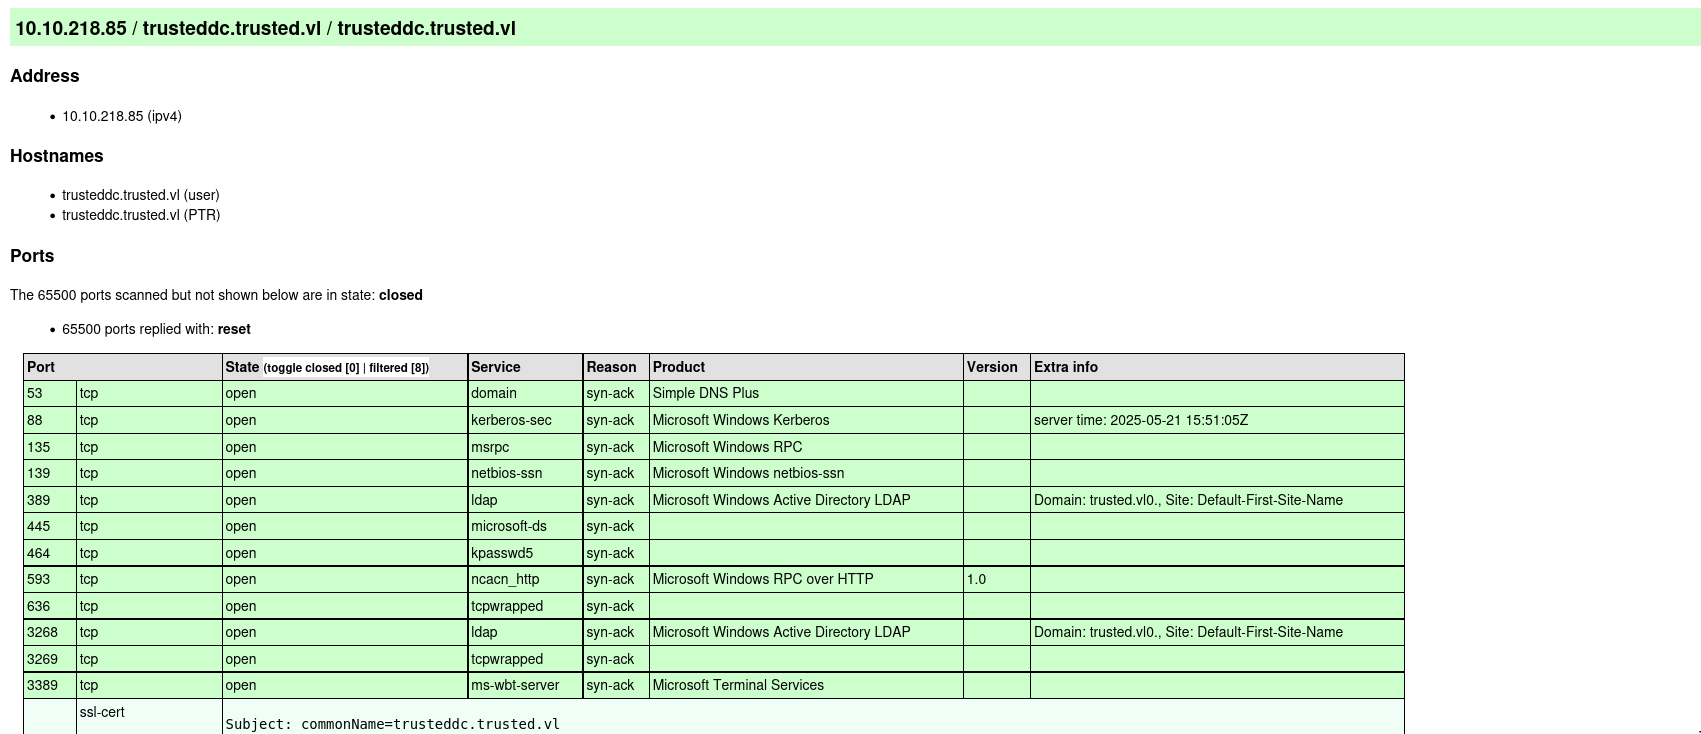 10.10.218.85 / trusteddc.trusted.vl / trusteddc.trusted.vl
Address
• 10.10.218.85 (ipv4)
Hostnames
• trusteddc.trusted.vl (user)
• trusteddc.trusted.vl (PTR)
Ports
The 65500 ports scanned but not shown below are in state: closed
• 65500 ports replied with: reset
Port State (toggle closed [0] | filtered [8]) Service Reason Product Version Extra info
53 tcp open domain syn-ack Simple DNS Plus
88 tcp open kerberos-sec syn-ack Microsoft Windows Kerberos server time: 2025-05-21 15:51:05Z
135 tcp open msrpc syn-ack Microsoft Windows RPC
139 tcp open netbios-ssn syn-ack Microsoft Windows netbios-ssn
389 tcp open ldap syn-ack Microsoft Windows Active Directory LDAP Domain: trusted.vl0., Site: Default-First-Site-Name
445 tcp open microsoft-ds syn-ack
464 tcp open kpasswd5 syn-ack
593 tcp open ncacn_http syn-ack Microsoft Windows RPC over HTTP 1.0
636 tcp open tcpwrapped syn-ack
3268 tcp open ldap syn-ack Microsoft Windows Active Directory LDAP Domain: trusted.vl0., Site: Default-First-Site-Name
3269 tcp open tcpwrapped syn-ack
3389 tcp open ms-wbt-server syn-ack Microsoft Terminal Services
ssl-cert
Subject: commonName=trusteddc.trusted.vl